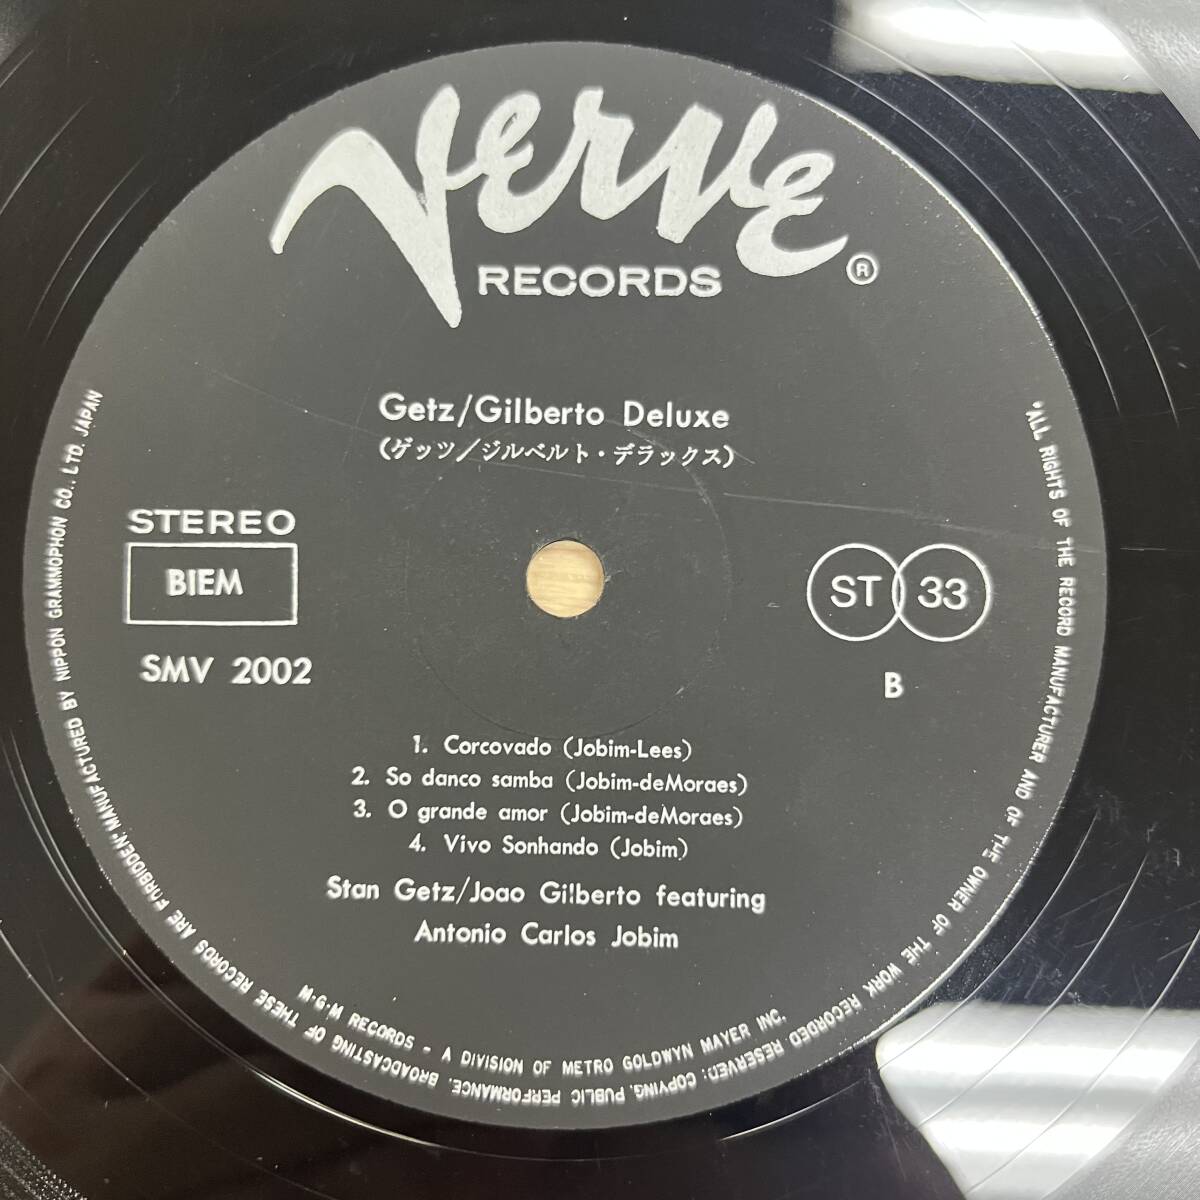 Verve
RECORDS ®
Getz/Gilberto Deluxe
(ゲッツ/ジルベルト・デラックス)
STEREO
BIEM
SMV 2002
ST 33
B
1. Corcovado (Jobim-Lees)
2. So danco samba (Jobim-deMoraes)
3. O grande amor (Jobim-deMoraes)
4. Vivo Sonhando (Jobim)
Stan Getz/Joao Gilberto featuring
Antonio Carlos Jobim
M·G·M RECORDS - A DIVISION OF METRO GOLDWYN MAYER INC.
"ALL RIGHTS OF THE RECORD MANUFACTURER AND OF THE OWNER OF THE WORK RECORDED RESERVED: COPYING, PUBLIC PERFORMANCE, BROADCASTING OF THESE RECORDS ARE FORBIDDEN" MANUFACTURED BY NIPPON GRAMMOPHON CO., LTD. JAPAN